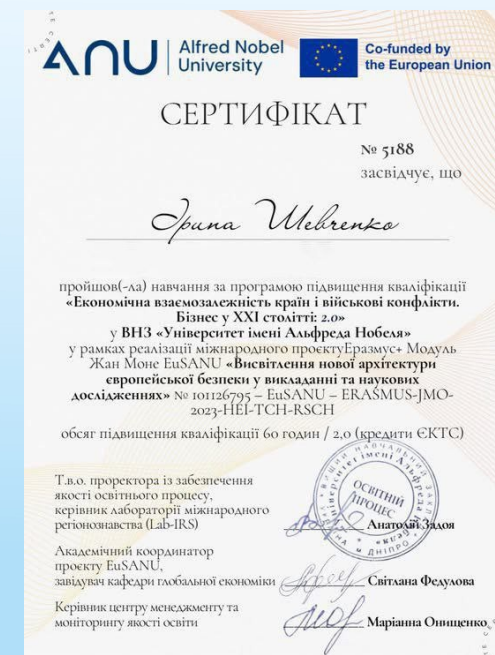 ANU
Alfred Nobel
University
Co-funded by
the European Union
СЕРТИФІКАТ
№ 5188
засвідчує, що
Ірина Шевченко
пройшов(-ла) навчання за програмою підвищення кваліфікації
«Економічна взаємозалежність країн і військові конфлікти.
Бізнес у ХХІ столітті: 2.0»
у ВНЗ «Університет імені Альфреда Нобеля»
у рамках реалізації міжнародного проєктуЕразмус+ Модуль
Жан Моне EuSANU «Висвітлення нової архітектури
європейської безпеки у викладанні та наукових
дослідженнях» № 101126795 – EuSANU – ERASMUS-JMO-
2023-HEI-TCH-RSCH
обсяг підвищення кваліфікації 60 годин / 2,0 (кредити ЄКТС)
Т.в.о. проректора із забезпечення
якості освітнього процесу,
керівник лабораторії міжнародного
регіонознавства (Lab-IRS)
Анатолій Задоя
ОСВІТНІЙ
ПРОЦЕС
Академічний координатор
проєкту EuSANU,
завідувач кафедри глобальної економіки
Світлана Федулова
Керівник центру менеджменту та
моніторингу якості освіти
Маріанна Онищенко